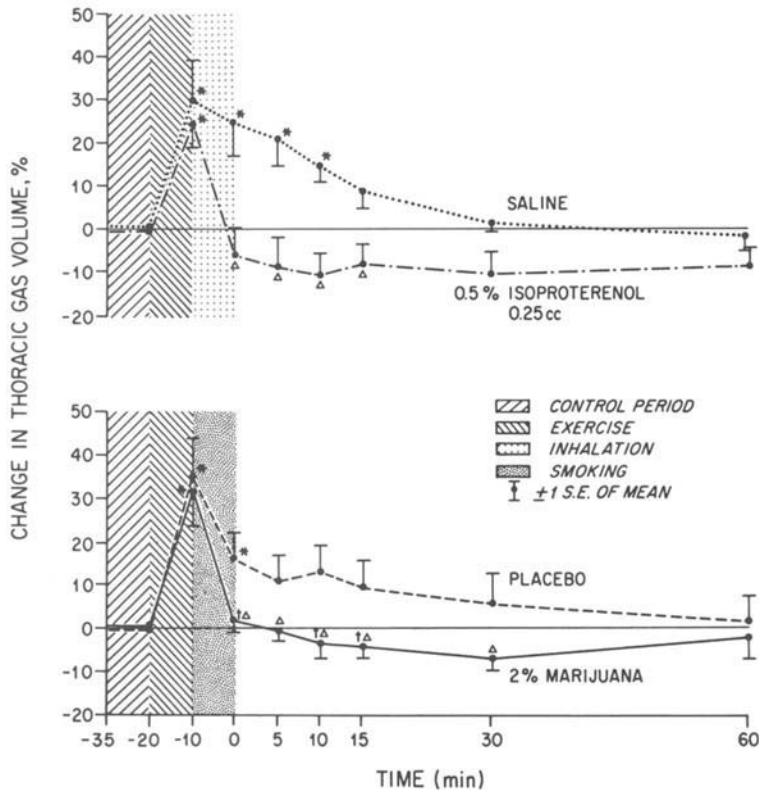 CHANGE IN THORACIC GAS VOLUME, %
50
40
30
20
10
0
-10
-20
*
*
*
*
*
SALINE
0.5% ISOPROTERENOL
0.25cc
Δ
Δ
Δ
Δ
50
40
30
20
10
0
-10
-20
CONTROL PERIOD
EXERCISE
INHALATION
SMOKING
±1 S.E. OF MEAN
*
*
*
PLACEBO
†Δ
Δ
†Δ
†Δ
Δ
2% MARIJUANA
-35
-20
-10
0
5
10
15
30
60
TIME (min)